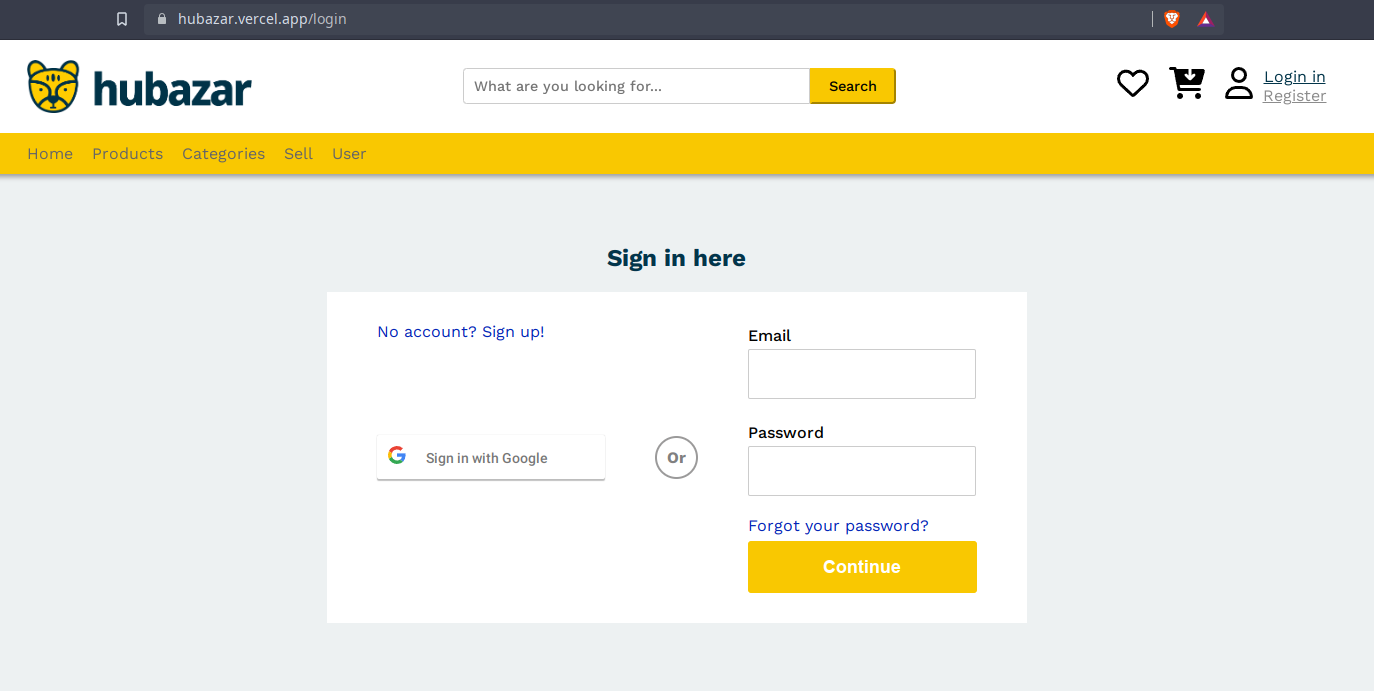 hubazar.vercel.app/login
hubazar
What are you looking for...
Search
Login in
Register
Home Products Categories Sell User
Sign in here
No account? Sign up!
Sign in with Google
Or
Email
Password
Forgot your password?
Continue